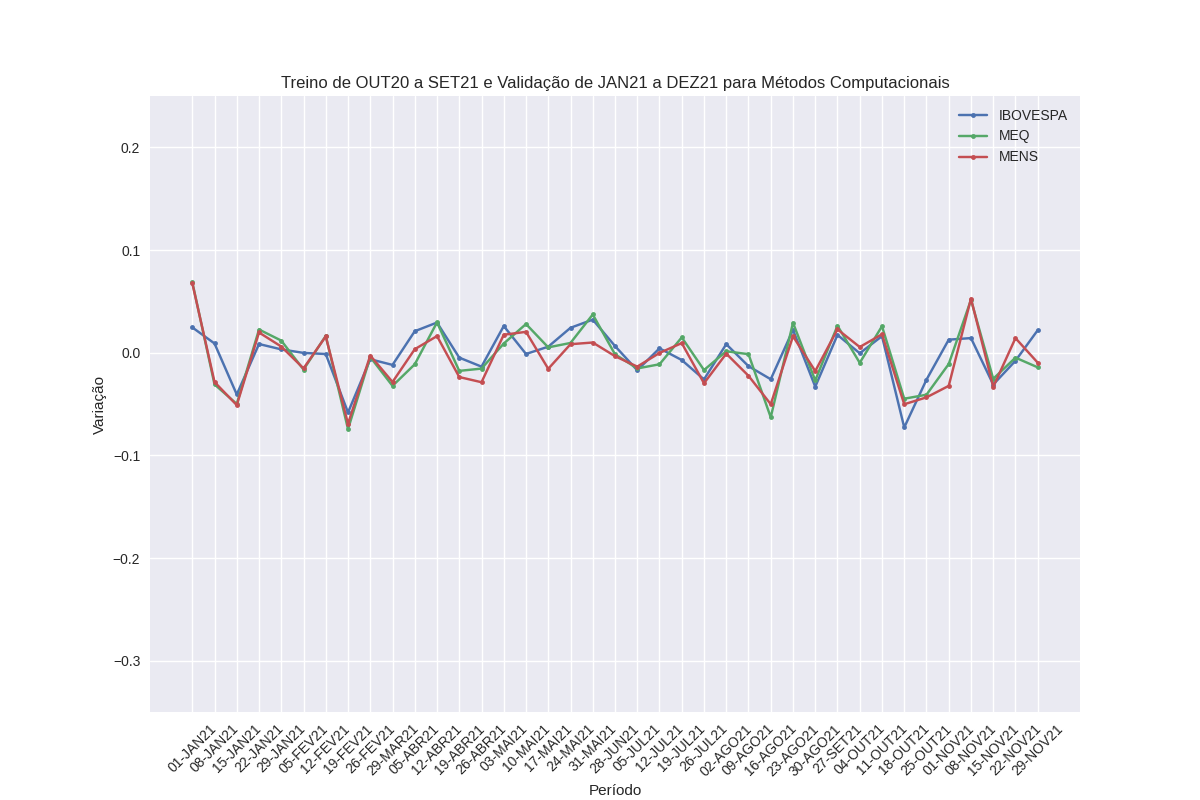 Treino de OUT20 a SET21 e Validação de JAN21 a DEZ21 para Métodos Computacionais
IBOVESPA
MEQ
MENS
0.2
0.1
0.0
−0.1
−0.2
−0.3
Variação
01-JAN21
08-JAN21
15-JAN21
22-JAN21
29-JAN21
05-FEV21
12-FEV21
19-FEV21
26-FEV21
29-MAR21
05-ABR21
12-ABR21
19-ABR21
26-ABR21
03-MAI21
10-MAI21
17-MAI21
24-MAI21
31-MAI21
28-JUN21
05-JUL21
12-JUL21
19-JUL21
26-JUL21
02-AGO21
09-AGO21
16-AGO21
23-AGO21
30-AGO21
27-SET21
04-OUT21
11-OUT21
18-OUT21
25-OUT21
01-NOV21
08-NOV21
15-NOV21
22-NOV21
29-NOV21
Período